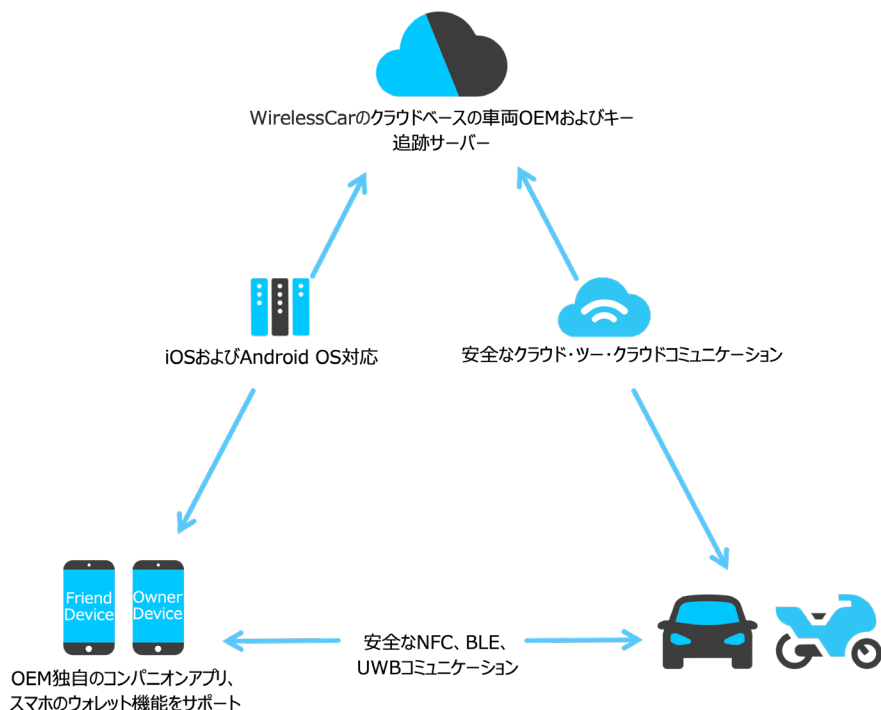 WirelessCarのクラウドベースの車両OEMおよびキー
追跡サーバー
iOSおよびAndroid OS対応
安全なクラウド・ツー・クラウドコミュニケーション
Friend
Device
Owner
Device
安全なNFC、BLE、
UWBコミュニケーション
OEM独自のコンパニオンアプリ、
スマホのウォレット機能をサポート